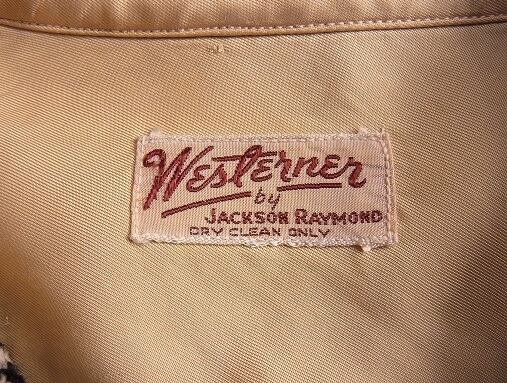 Westerner
by
JACKSON RAYMOND
DRY CLEAN ONLY